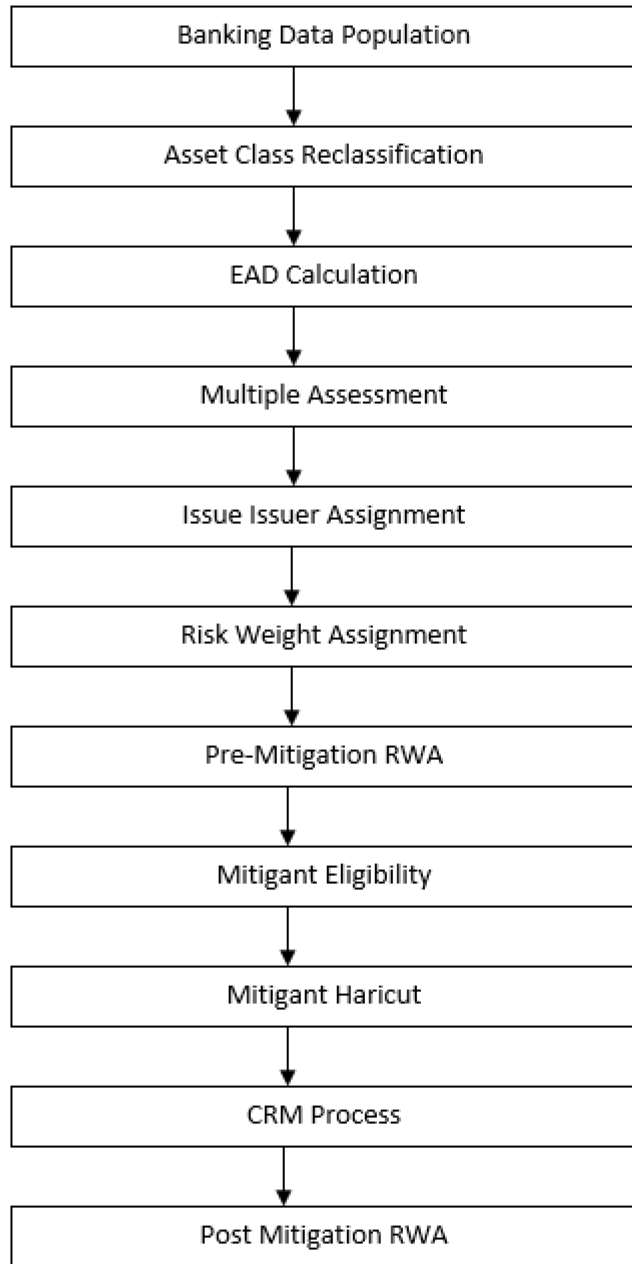 Banking Data Population
Asset Class Reclassification
EAD Calculation
Multiple Assessment
Issue Issuer Assignment
Risk Weight Assignment
Pre-Mitigation RWA
Mitigant Eligibility
Mitigant Haricut
CRM Process
Post Mitigation RWA